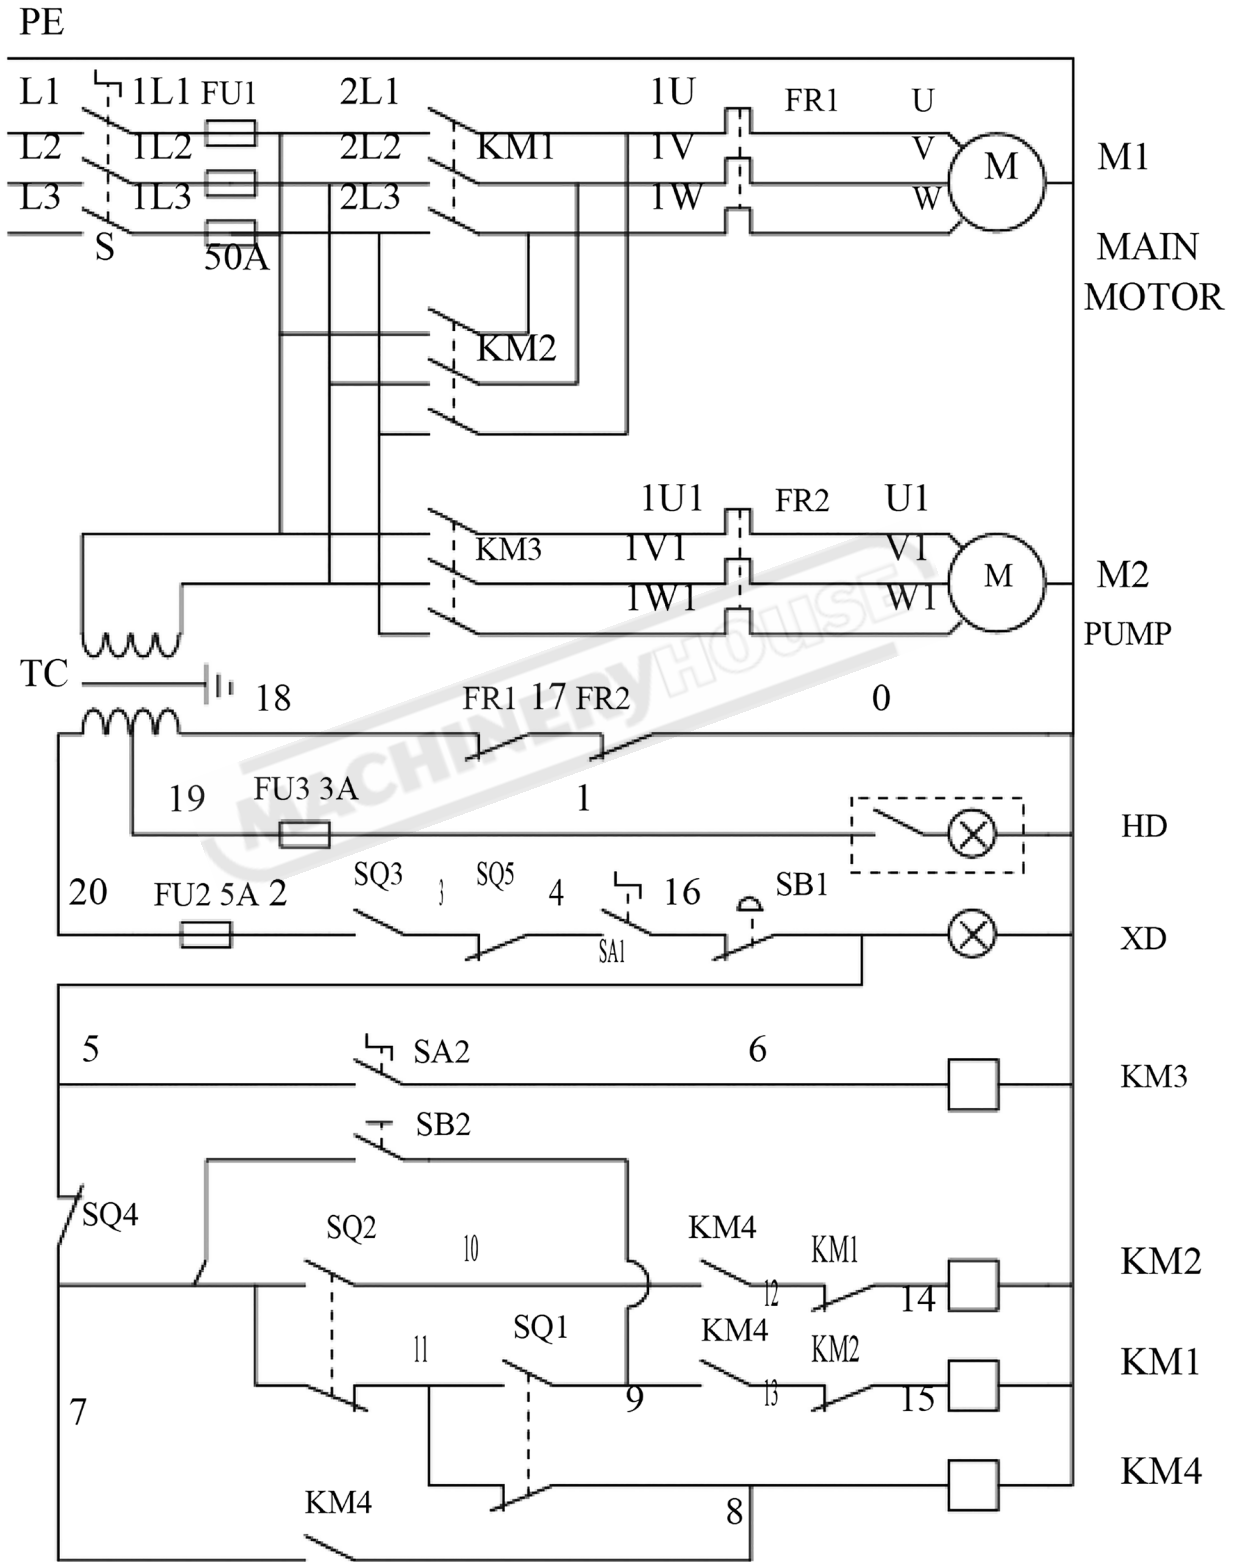 PE
L1 1L1 FU1 2L1 1U FR1 U
L2 1L2 2L2 KM1 1V V M M1
L3 1L3 2L3 1W W
S 50A MAIN
MOTOR
KM2
1U1 FR2 U1
KM3 1V1 V1 M M2
1W1 W1
PUMP
MACHINERYHOUSE
TC 18 FR1 17 FR2 0
19 FU3 3A 1 HD
20 FU2 5A 2 SQ3 3 SQ5 4 SA1 16 SB1 XD
5 SA2 6 KM3
SB2
SQ4 SQ2 10 KM4 12 KM1 14 KM2
7 11 SQ1 9 KM4 13 KM2 15 KM1
KM4 8 KM4